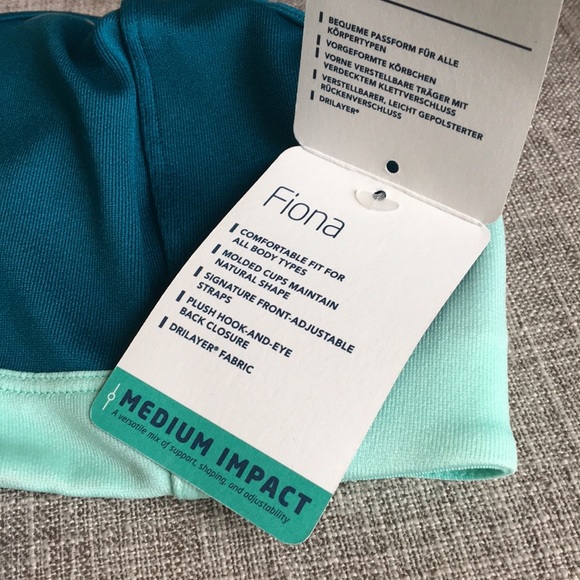 BEQUEME PASSFORM FÜR ALLE
KÖRPERTYPEN
VORGEFORMTE KÖRBCHEN
VORNE VERSTELLBARE TRÄGER MIT
VERDECKTEM KLETTVERSCHLUSS
VERSTELLBARER, LEICHT GEPOLSTERTER
RÜCKENVERSCHLUSS
DRILAYER®
Fiona
COMFORTABLE FIT FOR
ALL BODY TYPES
MOLDED CUPS MAINTAIN
NATURAL SHAPE
SIGNATURE FRONT-ADJUSTABLE
STRAPS
PLUSH HOOK-AND-EYE
BACK CLOSURE
DRILAYER® FABRIC
MEDIUM IMPACT
A versatile mix of support, shaping, and adjustability